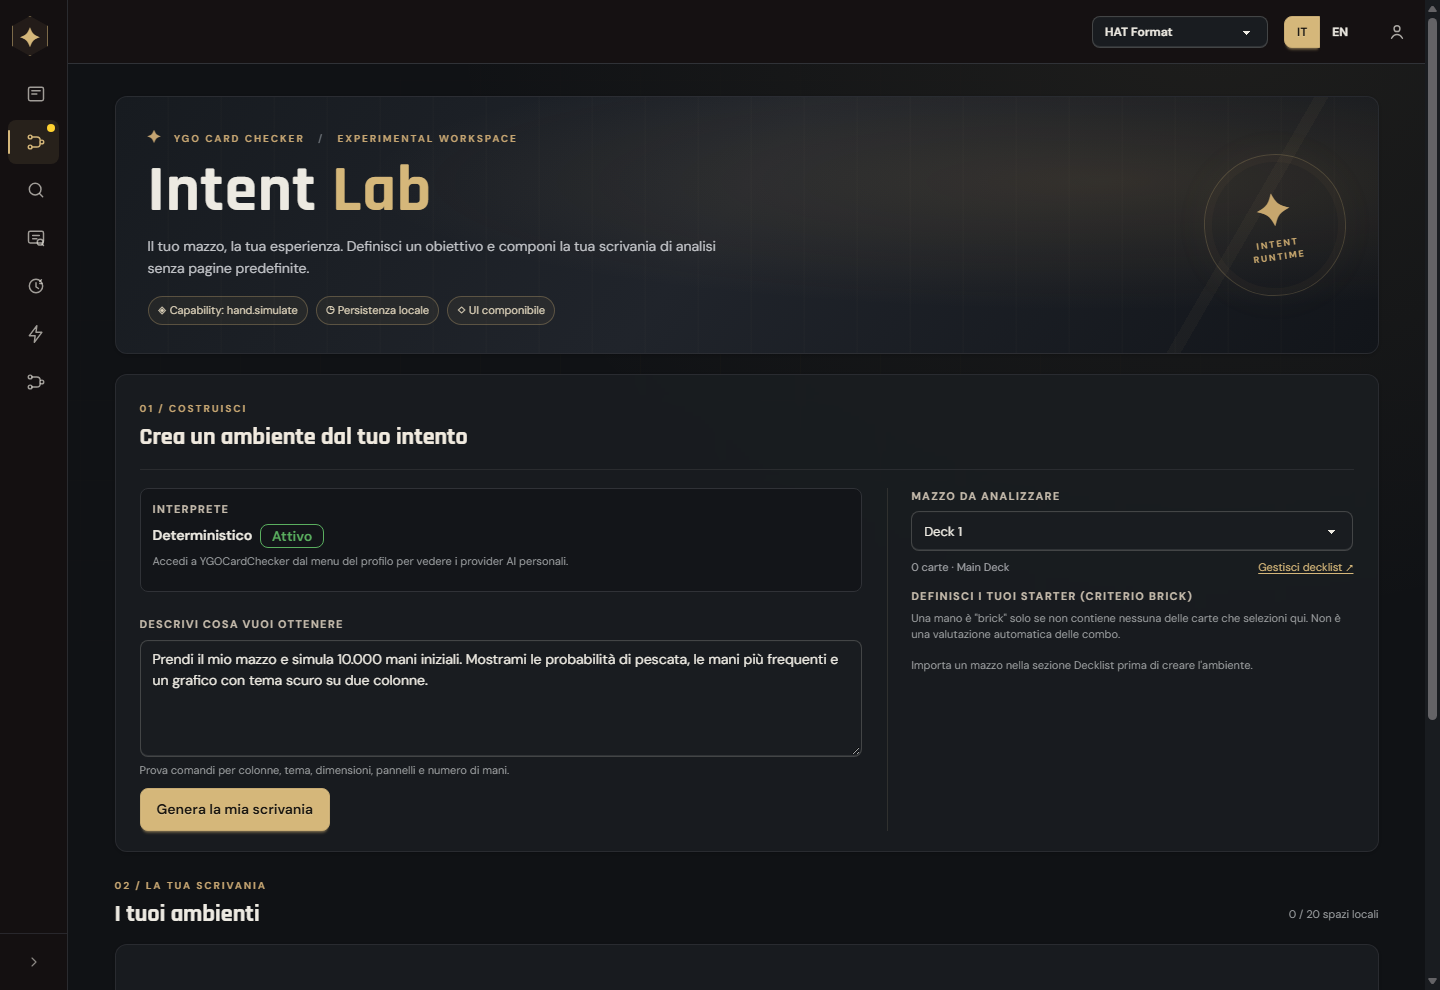 HAT Format
IT
EN
YGO CARD CHECKER / EXPERIMENTAL WORKSPACE
Intent Lab
Il tuo mazzo, la tua esperienza. Definisci un obiettivo e componi la tua scrivania di analisi
senza pagine predefinite.
Capability: hand.simulate
Persistenza locale
UI componibile
INTENT
RUNTIME
01 / COSTRUISCI
Crea un ambiente dal tuo intento
INTERPRETE
Deterministico Attivo
Accedi a YGOCardChecker dal menu del profilo per vedere i provider AI personali.
DESCRIVI COSA VUOI OTTENERE
Prendi il mio mazzo e simula 10.000 mani iniziali. Mostrami le probabilità di pescata, le mani più frequenti e
un grafico con tema scuro su due colonne.
Prova comandi per colonne, tema, dimensioni, pannelli e numero di mani.
Genera la mia scrivania
MAZZO DA ANALIZZARE
Deck 1
0 carte · Main Deck
Gestisci decklist ↗
DEFINISCI I TUOI STARTER (CRITERIO BRICK)
Una mano è "brick" solo se non contiene nessuna delle carte che selezioni qui. Non è
una valutazione automatica delle combo.
Importa un mazzo nella sezione Decklist prima di creare l'ambiente.
02 / LA TUA SCRIVANIA
I tuoi ambienti
0 / 20 spazi locali